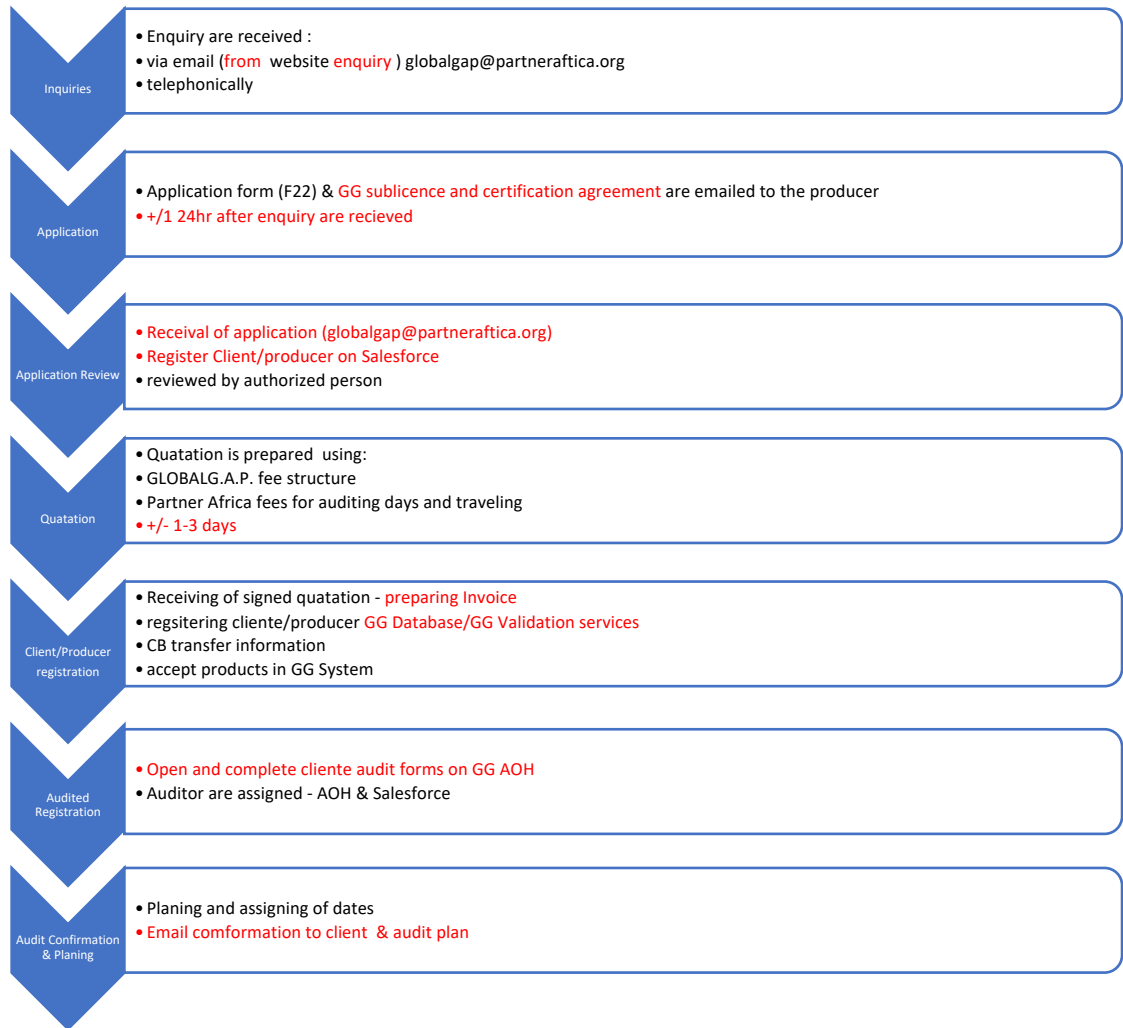 Inquiries
• Enquiry are received :
• via email (from website enquiry ) globalgap@partneraftica.org
• telephonically
Application
• Application form (F22) & GG sublicence and certification agreement are emailed to the producer
• +/1 24hr after enquiry are recieved
Application Review
• Receival of application (globalgap@partneraftica.org)
• Register Client/producer on Salesforce
• reviewed by authorized person
Quatation
• Quatation is prepared using:
• GLOBALG.A.P. fee structure
• Partner Africa fees for auditing days and traveling
• +/- 1-3 days
Client/Producer
registration
• Receiving of signed quatation - preparing Invoice
• regsitering cliente/producer GG Database/GG Validation services
• CB transfer information
• accept products in GG System
Audited
Registration
• Open and complete cliente audit forms on GG AOH
• Auditor are assigned - AOH & Salesforce
Audit Confirmation
& Planing
• Planing and assigning of dates
• Email comformation to client & audit plan